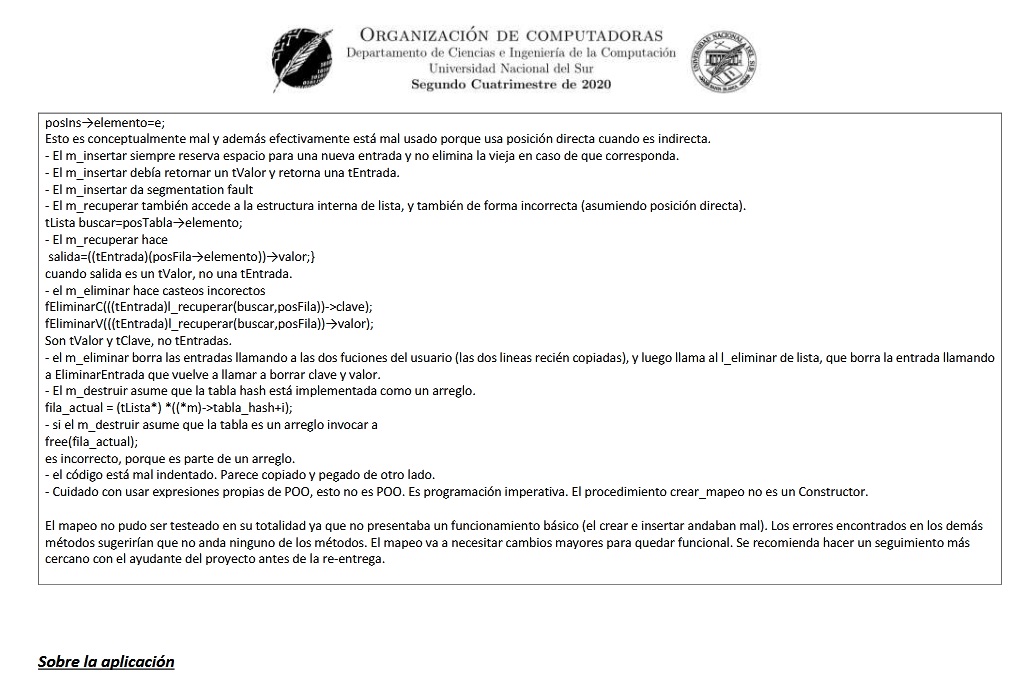 ORGANIZACIÓN DE COMPUTADORAS
Departamento de Ciencias e Ingeniería de la Computación
Universidad Nacional del Sur
Segundo Cuatrimestre de 2020
posIns→elemento=e;
Esto es conceptualmente mal y además efectivamente está mal usado porque usa posición directa cuando es indirecta.
- El m_insertar siempre reserva espacio para una nueva entrada y no elimina la vieja en caso de que corresponda.
- El m_insertar debía retornar un tValor y retorna una tEntrada.
- El m_insertar da segmentation fault
- El m_recuperar también accede a la estructura interna de lista, y también de forma incorrecta (asumiendo posición directa).
tLista buscar=posTabla→elemento;
- El m_recuperar hace
salida=((tEntrada)(posFila→elemento))→valor;}
cuando salida es un tValor, no una tEntrada.
- el m_eliminar hace casteos incorectos
fEliminarC(((tEntrada)l_recuperar(buscar,posFila))->clave);
fEliminarV(((tEntrada)l_recuperar(buscar,posFila))→valor);
Son tValor y tClave, no tEntradas.
- el m_eliminar borra las entradas llamando a las dos fuciones del usuario (las dos lineas recién copiadas), y luego llama al l_eliminar de lista, que borra la entrada llamando
a EliminarEntrada que vuelve a llamar a borrar clave y valor.
- El m_destruir asume que la tabla hash está implementada como un arreglo.
fila_actual = (tLista*) *((*m)->tabla_hash+i);
- si el m_destruir asume que la tabla es un arreglo invocar a
free(fila_actual);
es incorrecto, porque es parte de un arreglo.
- el código está mal indentado. Parece copiado y pegado de otro lado.
- Cuidado con usar expresiones propias de POO, esto no es POO. Es programación imperativa. El procedimiento crear_mapeo no es un Constructor.
El mapeo no pudo ser testeado en su totalidad ya que no presentaba un funcionamiento básico (el crear e insertar andaban mal). Los errores encontrados en los demás
métodos sugerirían que no anda ninguno de los métodos. El mapeo va a necesitar cambios mayores para quedar funcional. Se recomienda hacer un seguimiento más
cercano con el ayudante del proyecto antes de la re-entrega.
Sobre la aplicación